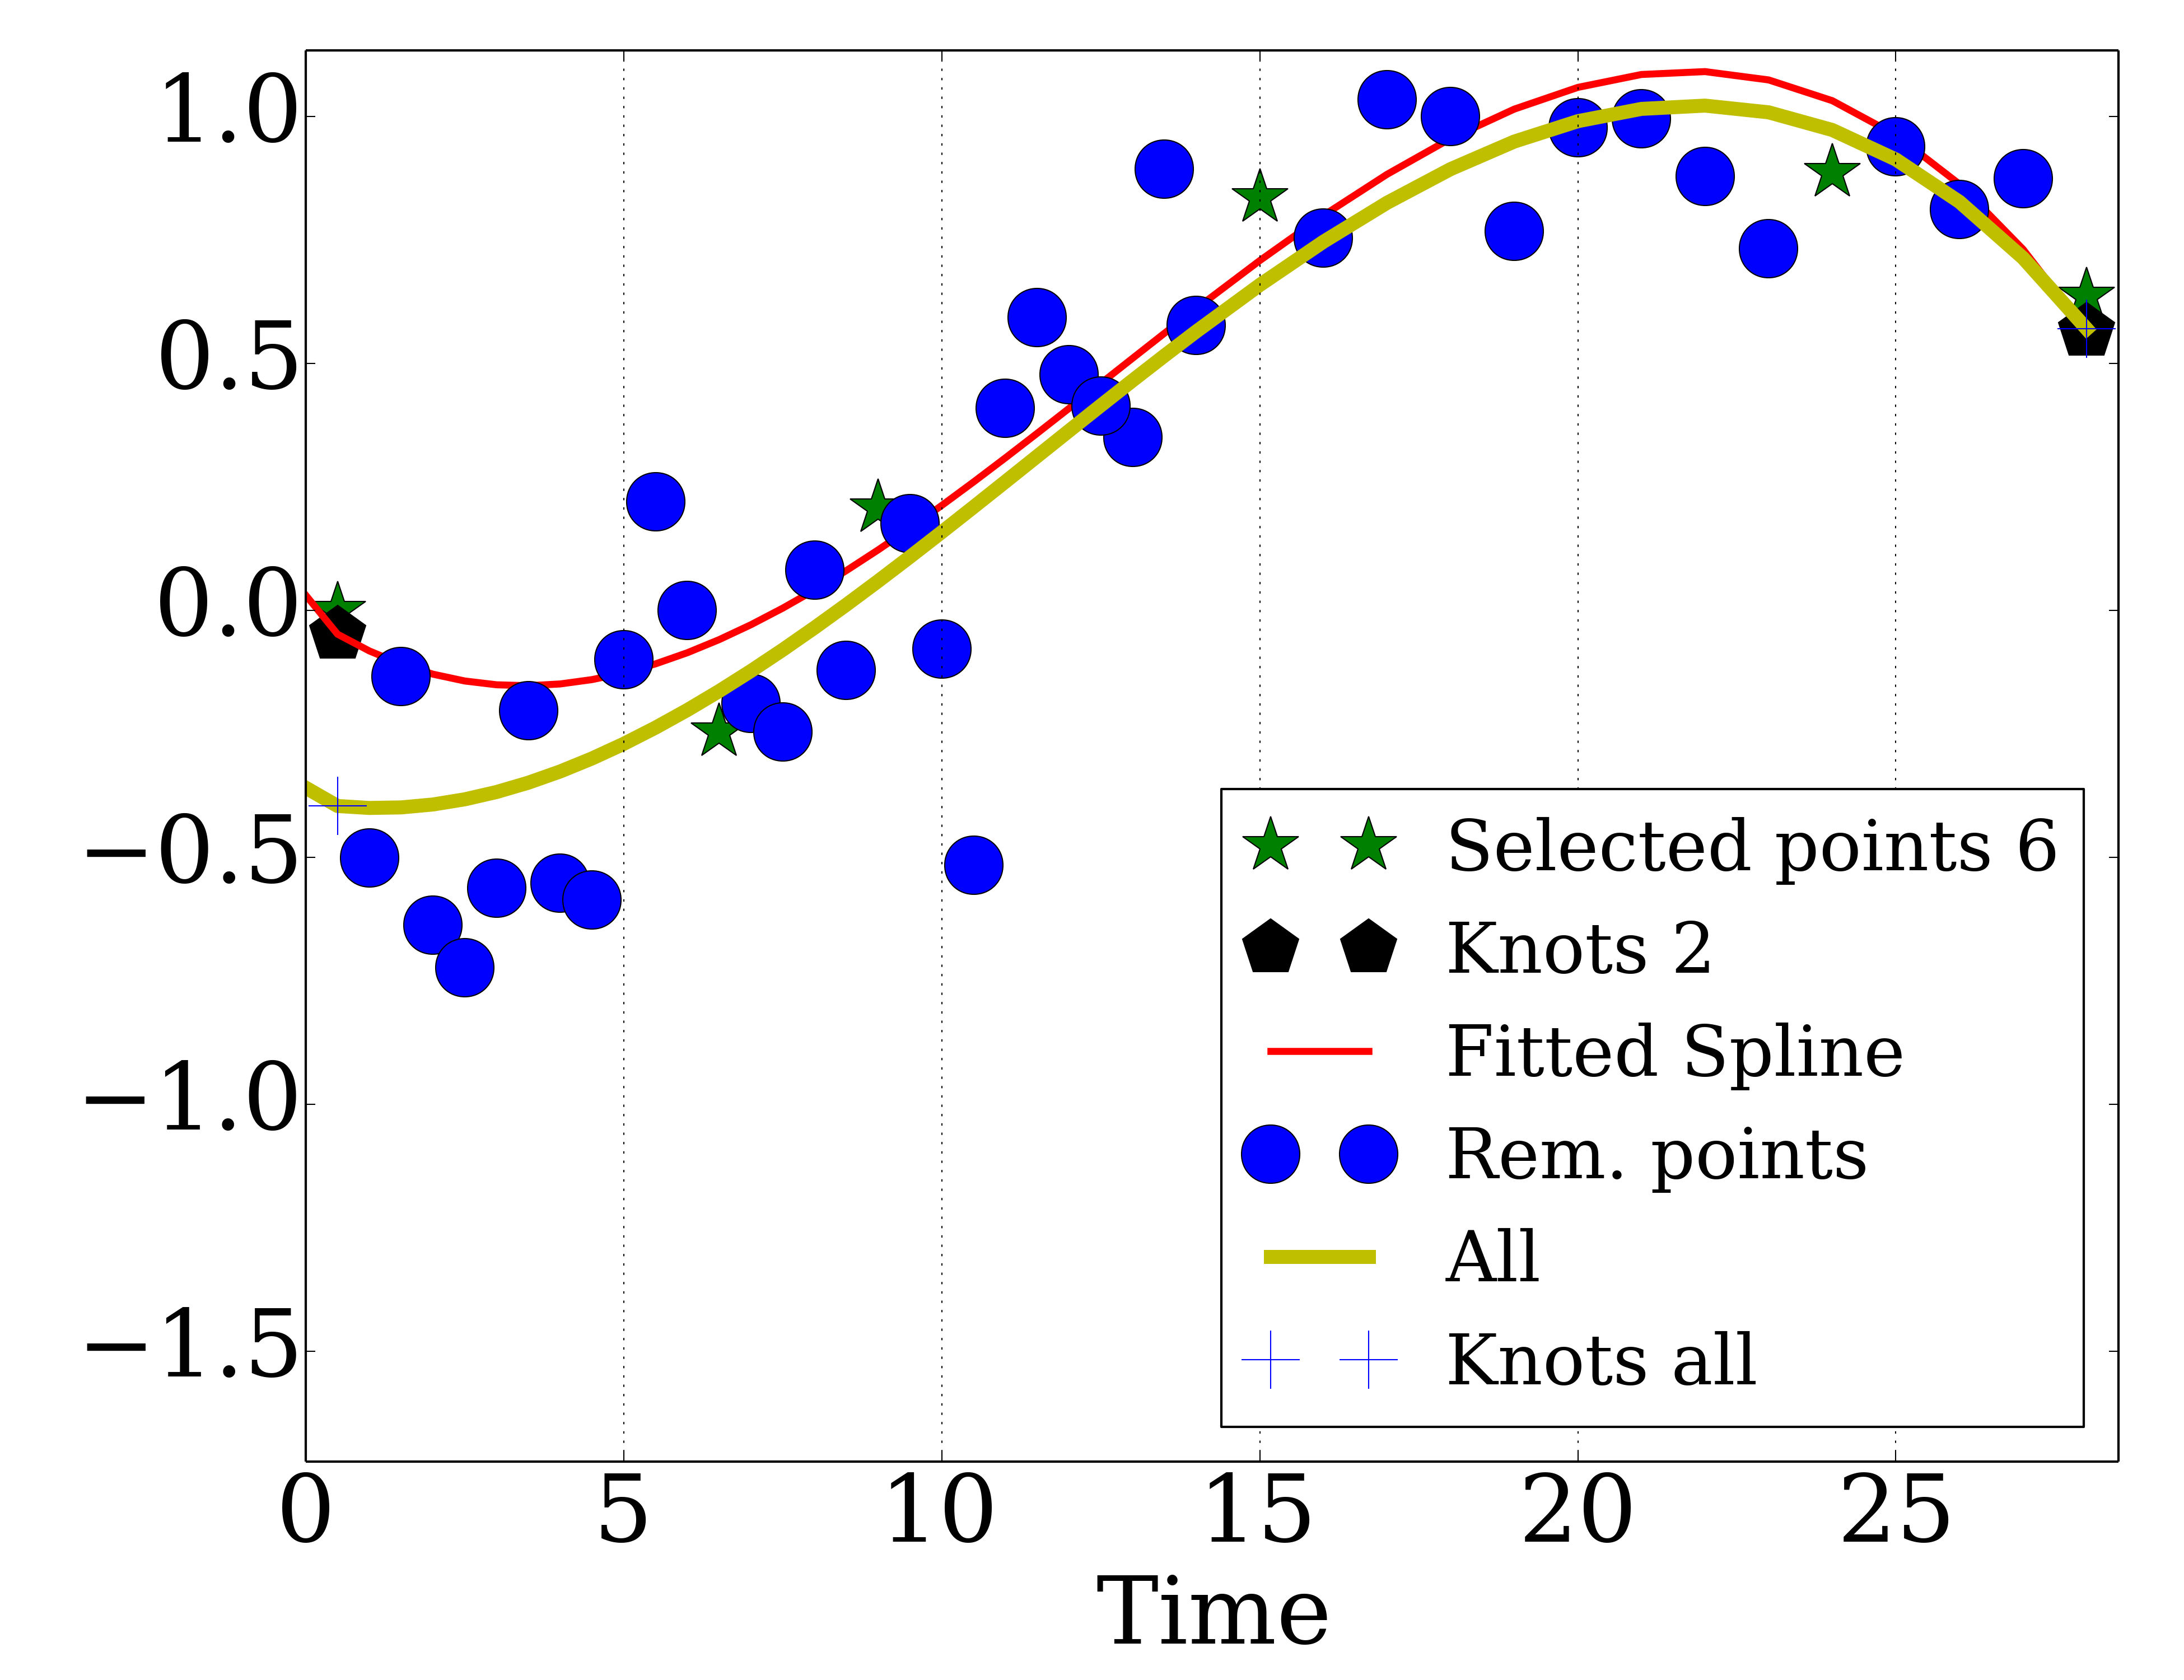 1.0
0.5
0.0
−0.5
−1.0
−1.5
0 5 10 15 20 25
Time
Selected points 6
Knots 2
Fitted Spline
Rem. points
All
Knots all